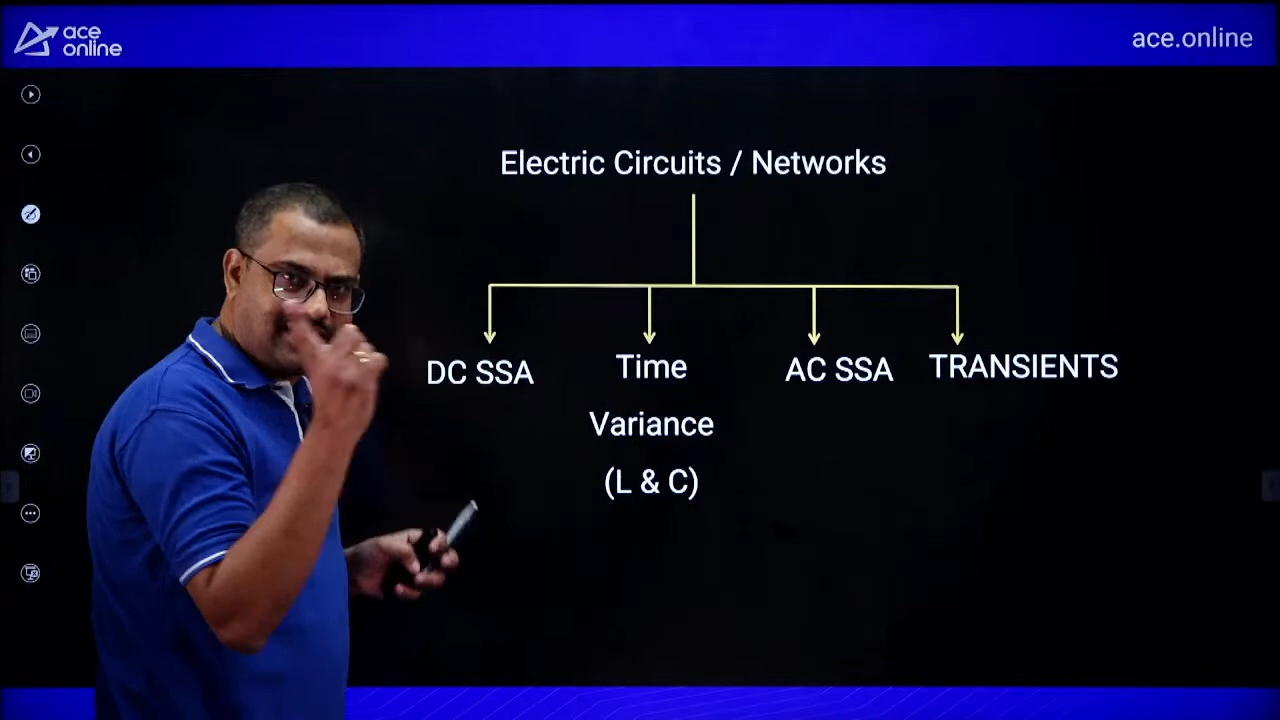 ace
online
ace.online
Electric Circuits / Networks
DC SSA
Time
Variance
(L & C)
AC SSA
TRANSIENTS